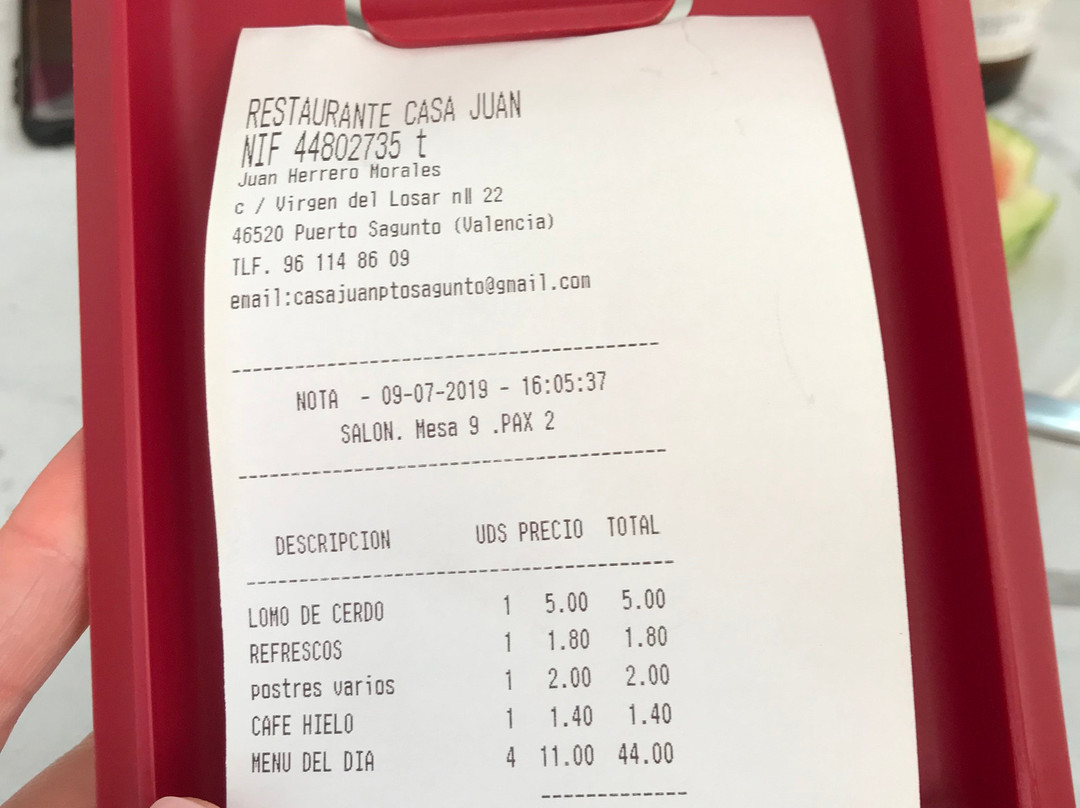 RESTAURANTE CASA JUAN
NIF 44802735 t
Juan Herrero Morales
c / Virgen del Losar nº 22
46520 Puerto Sagunto (Valencia)
TLF. 96 114 86 09
email:casajuanptosagunto@gmail.com
------------------------------------
NOTA - 09-07-2019 - 16:05:37
SALON. Mesa 9 .PAX 2
------------------------------------
DESCRIPCION UDS PRECIO TOTAL
------------------------------------
LOMO DE CERDO 1 5.00 5.00
REFRESCOS 1 1.80 1.80
postres varios 1 2.00 2.00
CAFE HIELO 1 1.40 1.40
MENU DEL DIA 4 11.00 44.00
------------